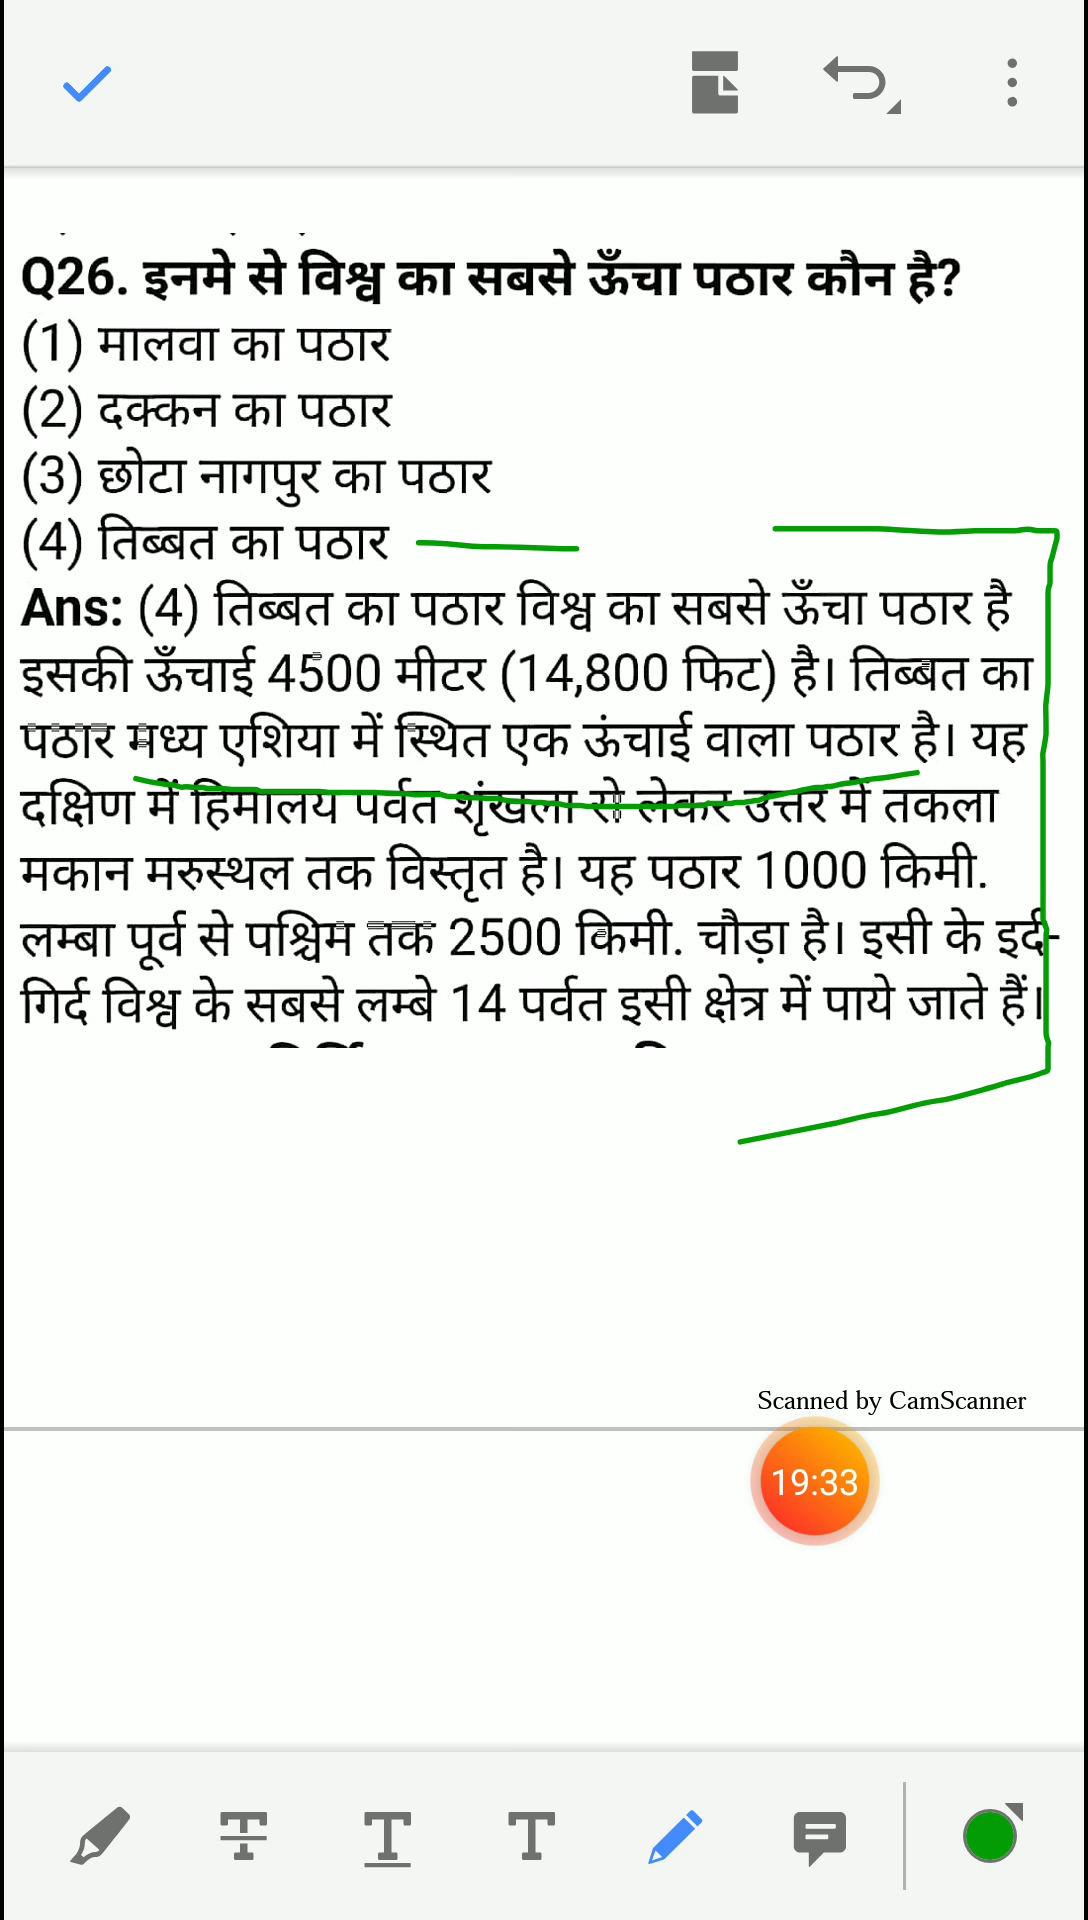 Q26. इनमे से विश्व का सबसे ऊँचा पठार कौन है?
(1) मालवा का पठार
(2) दक्कन का पठार
(3) छोटा नागपुर का पठार
(4) तिब्बत का पठार
Ans: (4) तिब्बत का पठार विश्व का सबसे ऊँचा पठार है
इसकी ऊँचाई 4500 मीटर (14,800 फिट) है। तिब्बत का
पठार मध्य एशिया में स्थित एक ऊंचाई वाला पठार है। यह
दक्षिण में हिमालय पर्वत शृंखला से लेकर उत्तर में तकला
मकान मरुस्थल तक विस्तृत है। यह पठार 1000 किमी.
लम्बा पूर्व से पश्चिम तक 2500 किमी. चौड़ा है। इसी के इर्द-
गिर्द विश्व के सबसे लम्बे 14 पर्वत इसी क्षेत्र में पाये जाते हैं।
Scanned by CamScanner
19:33